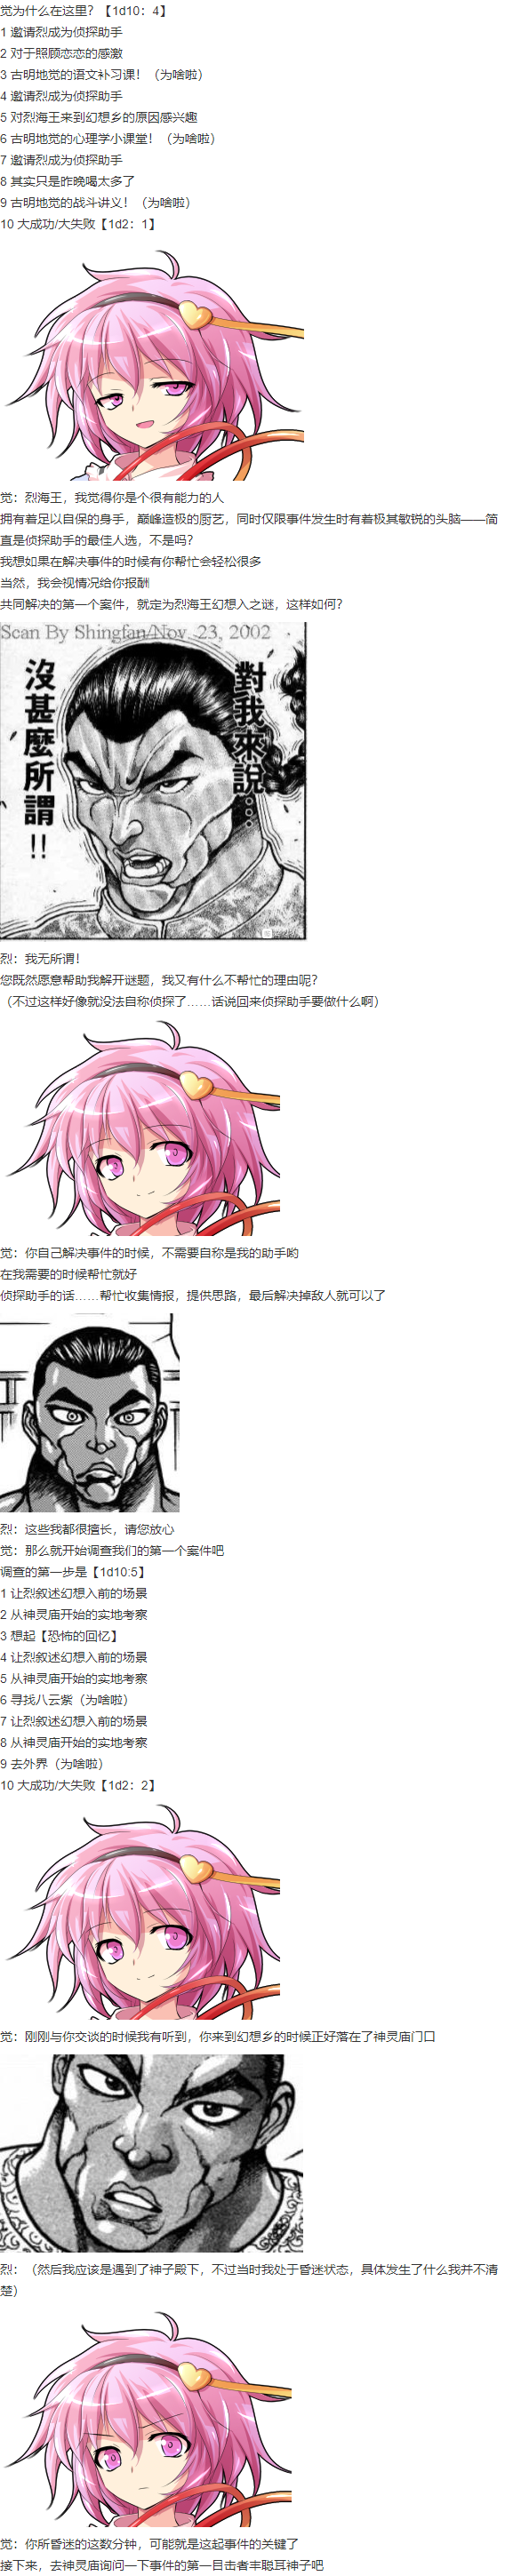 觉为什么在这里？【1d10：4】
1 邀请烈成为侦探助手
2 对于照顾恋恋的感激
3 古明地觉的语文补习课！（为啥啦）
4 邀请烈成为侦探助手
5 对烈海王来到幻想乡的原因感兴趣
6 古明地觉的心理学小课堂！（为啥啦）
7 邀请烈成为侦探助手
8 其实只是昨晚喝太多了
9 古明地觉的战斗讲义！（为啥啦）
10 大成功/大失败【1d2：1】
觉：烈海王，我觉得你是个很有能力的人
拥有着足以自保的身手，巅峰造极的厨艺，同时仅限事件发生时有着极其敏锐的头脑——简
直是侦探助手的最佳人选，不是吗？
我想如果在解决事件的时候有你帮忙会轻松很多
当然，我会视情况给你报酬
共同解决的第一个案件，就定为烈海王幻想入之谜，这样如何？
Scan By Shingfan/Nov. 23, 2002
對我來說…
沒甚麼所謂!!
烈：我无所谓！
您既然愿意帮助我解开谜题，我又有什么不帮忙的理由呢？
（不过这样好像就没法自称侦探了……话说回来侦探助手要做什么啊）
觉：你自己解决事件的时候，不需要自称是我的助手哟
在我需要的时候帮忙就好
侦探助手的话……帮忙收集情报，提供思路，最后解决掉敌人就可以了
烈：这些我都很擅长，请您放心
觉：那么就开始调查我们的第一个案件吧
调查的第一步是【1d10:5】
1 让烈叙述幻想入前的场景
2 从神灵庙开始的实地考察
3 想起【恐怖的回忆】
4 让烈叙述幻想入前的场景
5 从神灵庙开始的实地考察
6 寻找八云紫（为啥啦）
7 让烈叙述幻想入前的场景
8 从神灵庙开始的实地考察
9 去外界（为啥啦）
10 大成功/大失败【1d2：2】
觉：刚刚与你交谈的时候我有听到，你来到幻想乡的时候正好落在了神灵庙门口
烈：（然后我应该是遇到了神子殿下，不过当时我处于昏迷状态，具体发生了什么我并不清
楚）
觉：你所昏迷的这数分钟，可能就是这起事件的关键了
接下来，去神灵庙询问一下事件的第一目击者丰聪耳神子吧